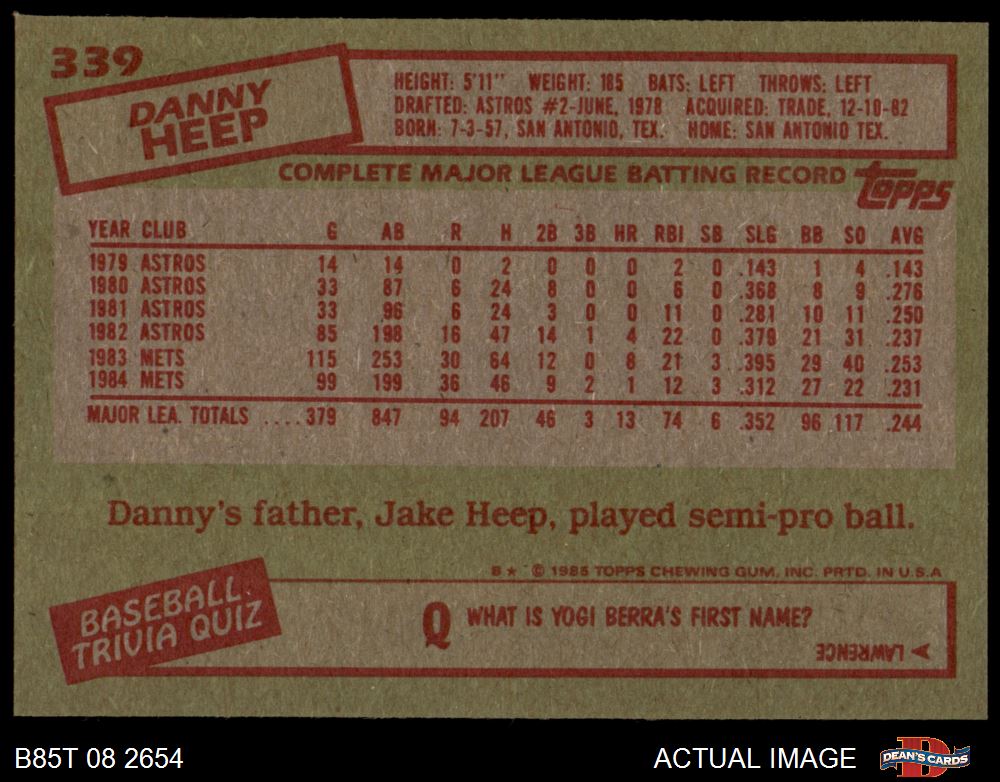 339
DANNY
HEEP
HEIGHT: 5'11" WEIGHT: 185 BATS: LEFT THROWS: LEFT
DRAFTED: ASTROS #2-JUNE, 1978 ACQUIRED: TRADE, 12-10-82
BORN: 7-3-57, SAN ANTONIO, TEX. HOME: SAN ANTONIO TEX.
COMPLETE MAJOR LEAGUE BATTING RECORD topps
YEAR CLUB G AB R H 2B 3B HR RBI SB SLG BB SO AVG
1979 ASTROS 14 14 0 2 0 0 0 2 0 .143 1 4 .143
1980 ASTROS 33 87 6 24 8 0 0 6 0 .368 8 9 .276
1981 ASTROS 33 96 6 24 3 0 0 11 0 .281 10 11 .250
1982 ASTROS 85 198 16 47 14 1 4 22 0 .379 21 31 .237
1983 METS 115 253 30 64 12 0 8 21 3 .395 29 40 .253
1984 METS 99 199 36 46 9 2 1 12 3 .312 27 22 .231
MAJOR LEA. TOTALS ....379 847 94 207 46 3 13 74 6 .352 96 117 .244
Danny's father, Jake Heep, played semi-pro ball.
B★ © 1985 TOPPS CHEWING GUM, INC. PRTD. IN U.S.A
BASEBALL
TRIVIA QUIZ
Q WHAT IS YOGI BERRA'S FIRST NAME?
LAWRENCE
B85T 08 2654
ACTUAL IMAGE
DEAN'S CARDS